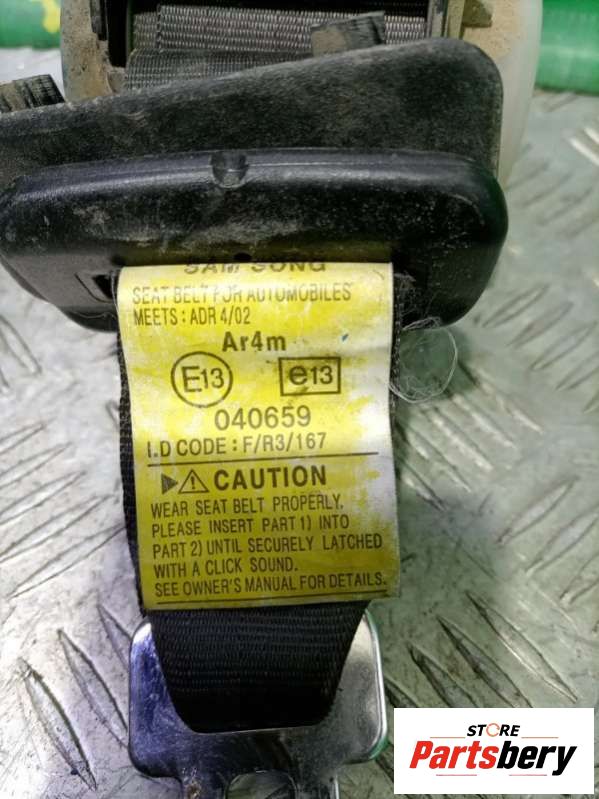 SAM SONG
SEAT BELT FOR AUTOMOBILES
MEETS : ADR 4/02
Ar4m
E13 e13
040659
I.D CODE : F/R3/167
CAUTION
WEAR SEAT BELT PROPERLY.
PLEASE INSERT PART 1) INTO
PART 2) UNTIL SECURELY LATCHED
WITH A CLICK SOUND.
SEE OWNER'S MANUAL FOR DETAILS.
STORE
Partsbery